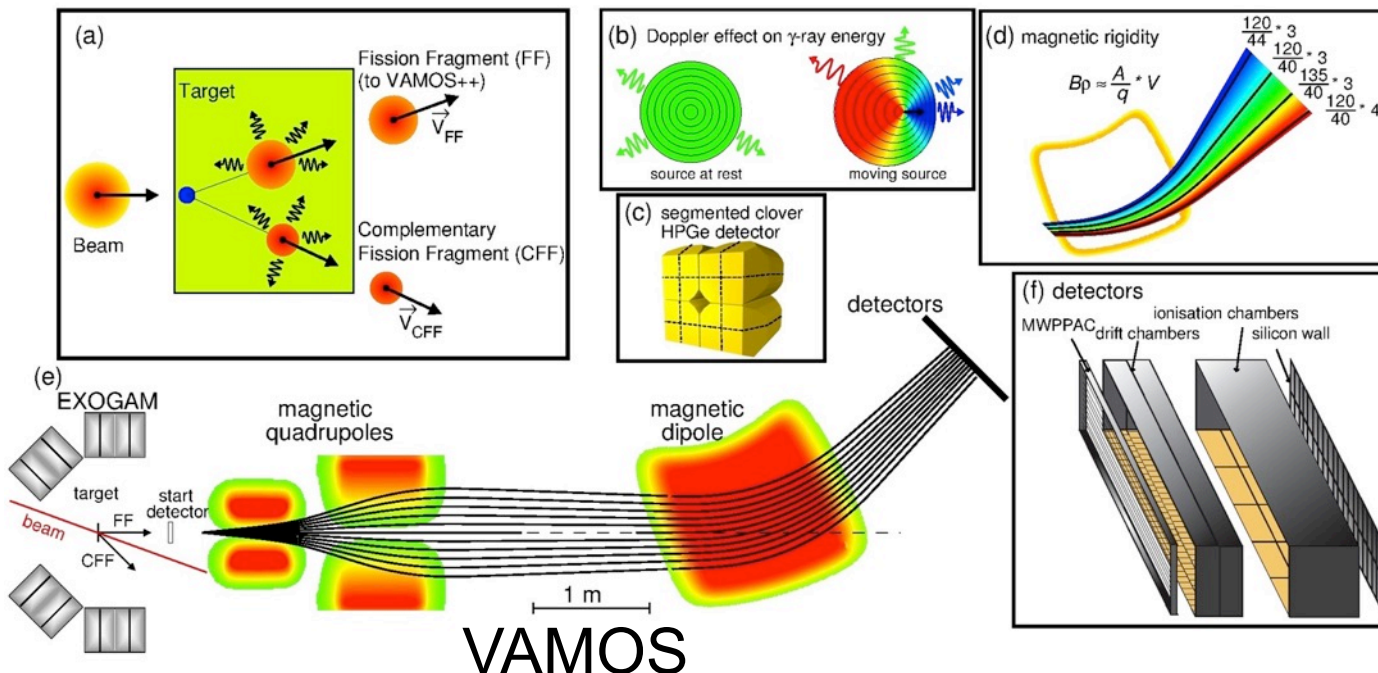 (a)
Target
Beam
Fission Fragment (FF)
(to VAMOS++)
V FF
Complementary
Fission Fragment (CFF)
V CFF
(b) Doppler effect on γ-ray energy
source at rest
moving source
(c) segmented clover
HPGe detector
(d) magnetic rigidity
Bρ ≈ A/q * V
120/44 * 3
120/40 * 3
135/40 * 3
120/40 * 4
(e)
EXOGAM
target
start
detector
beam
FF
CFF
magnetic
quadrupoles
magnetic
dipole
detectors
1 m
VAMOS
(f) detectors
ionisation chambers
MWPPAC
drift chambers
silicon wall